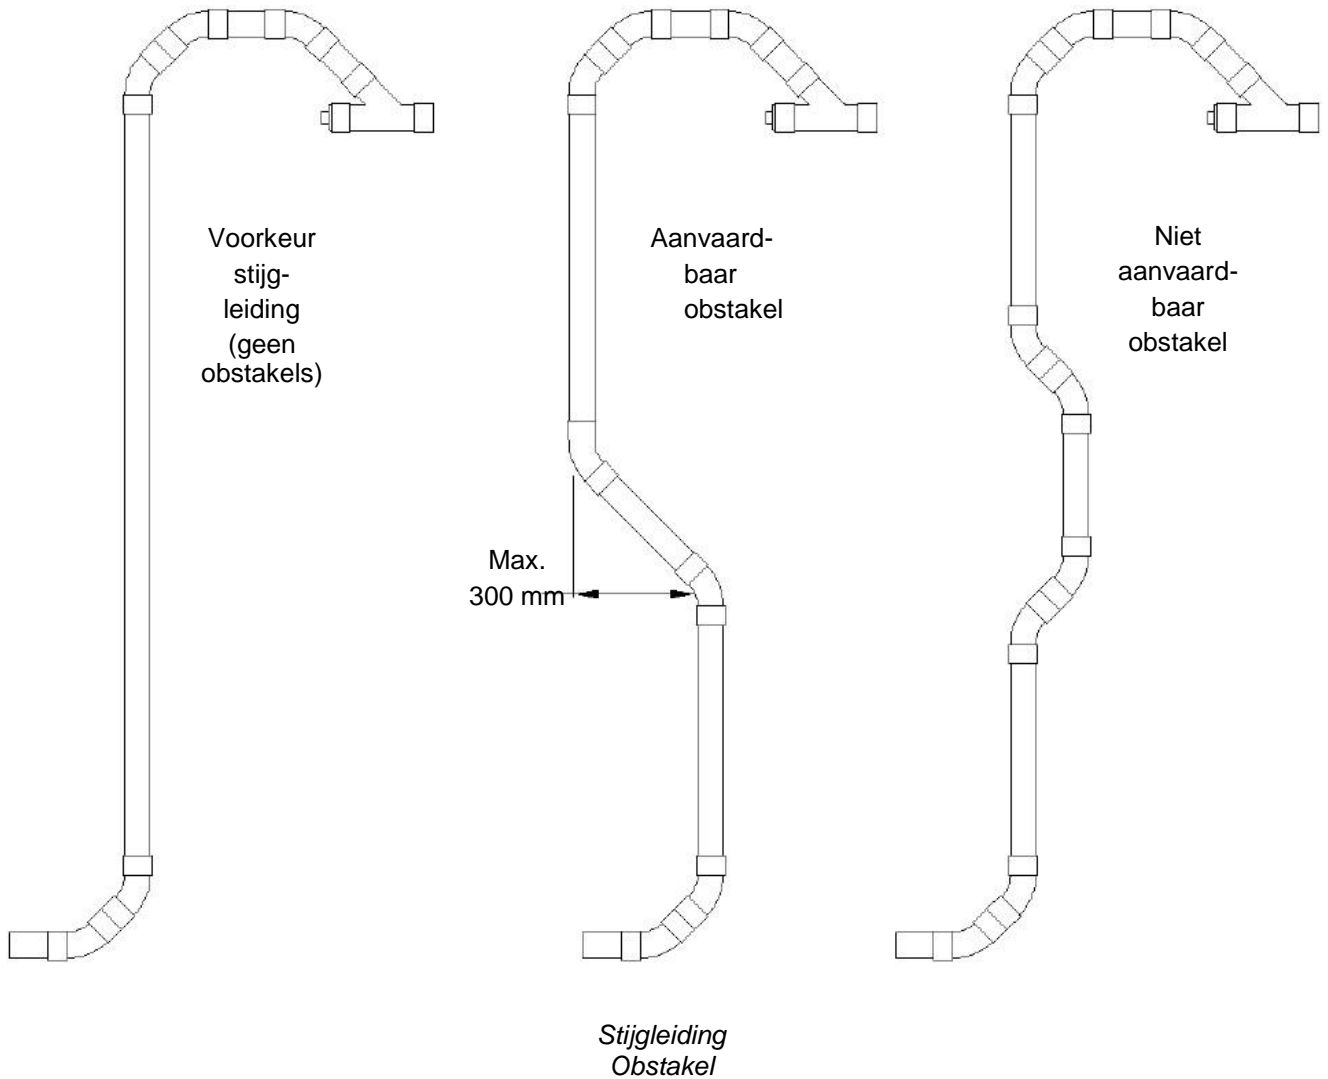 Voorkeur
stijg-
leiding
(geen
obstakels)
Aanvaard-
baar
obstakel
Niet
aanvaard-
baar
obstakel
Max.
300 mm
Stijgleiding
Obstakel